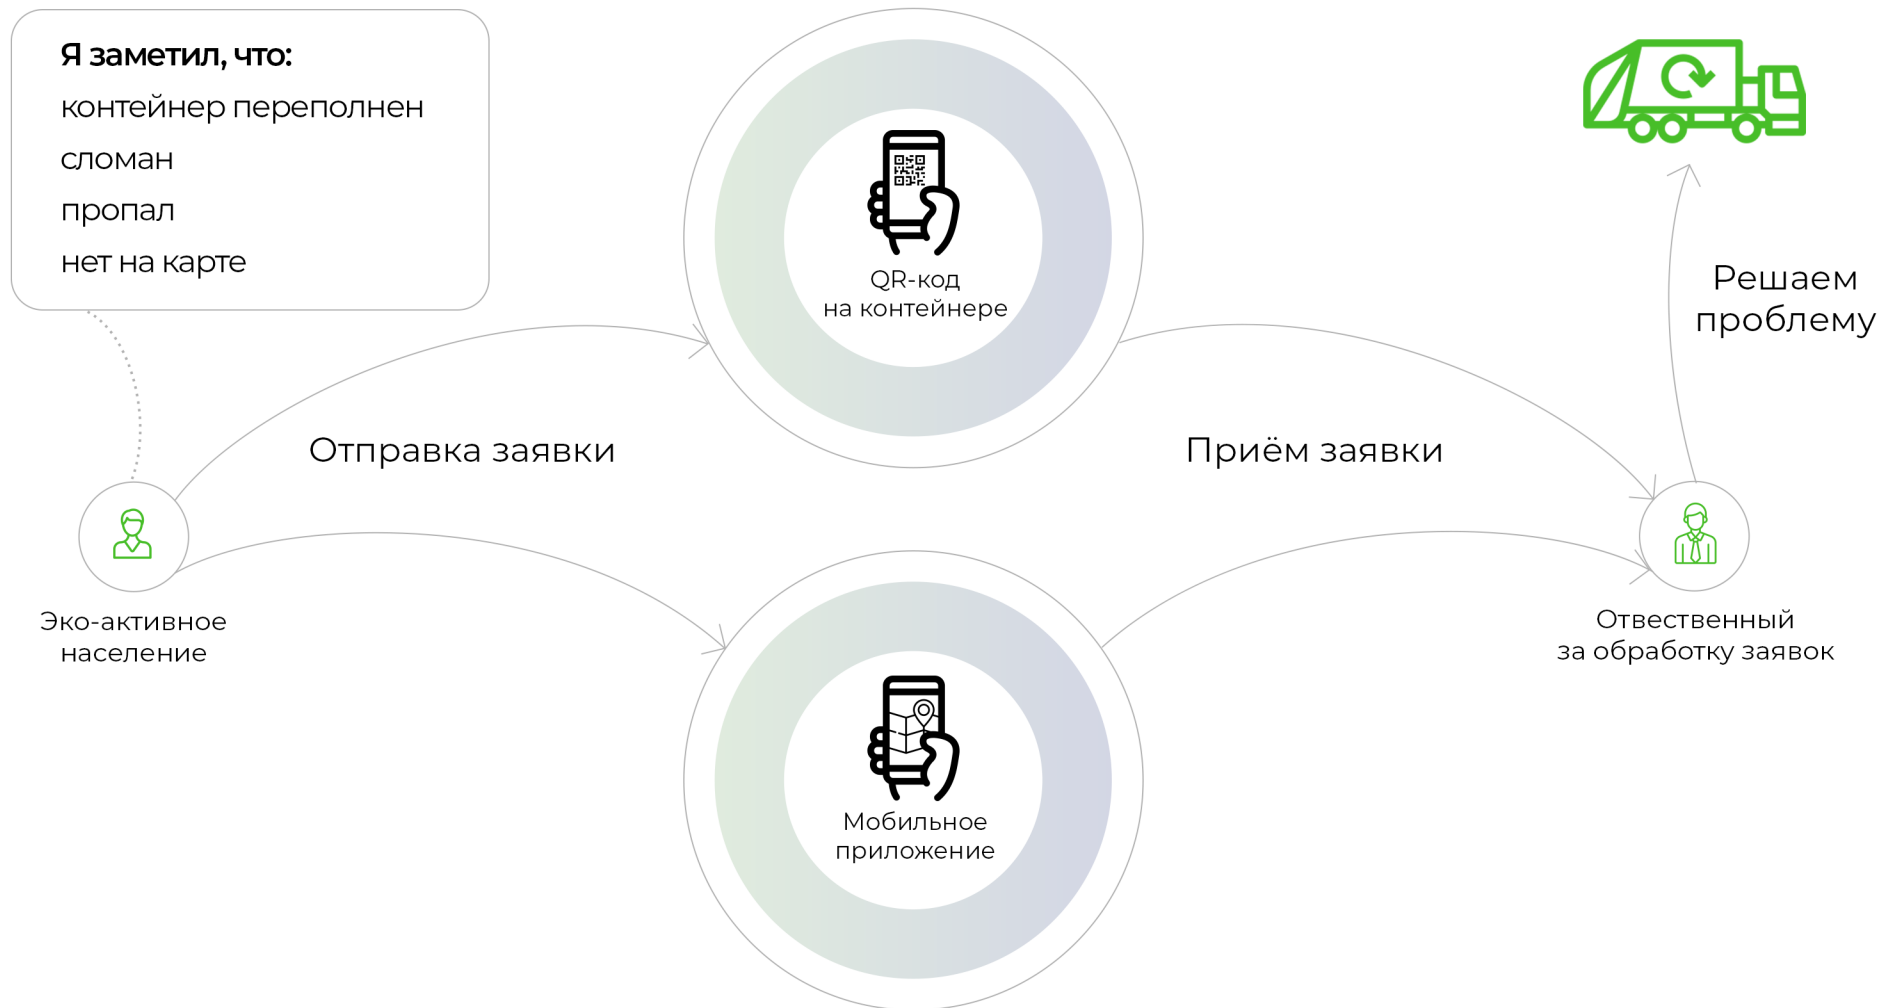 Я заметил, что:
контейнер переполнен
сломан
пропал
нет на карте
QR-код
на контейнере
Решаем
проблему
Отправка заявки
Приём заявки
Эко-активное
население
Отвественный
за обработку заявок
Мобильное
приложение